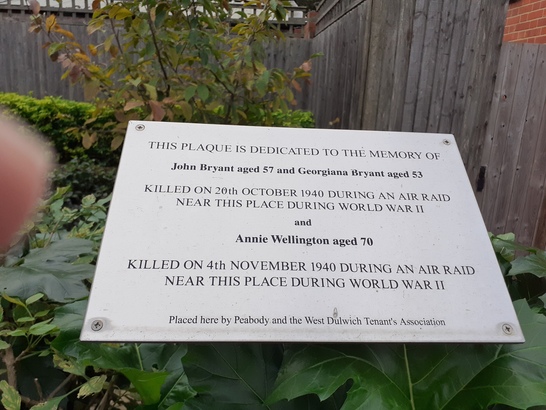 THIS PLAQUE IS DEDICATED TO THE MEMORY OF
John Bryant aged 57 and Georgiana Bryant aged 53
KILLED ON 20th OCTOBER 1940 DURING AN AIR RAID
NEAR THIS PLACE DURING WORLD WAR II
and
Annie Wellington aged 70
KILLED ON 4th NOVEMBER 1940 DURING AN AIR RAID
NEAR THIS PLACE DURING WORLD WAR II
Placed here by Peabody and the West Dulwich Tenant's Association